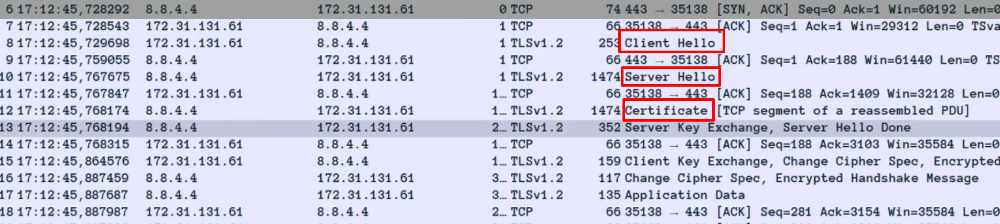 6 17:12:45,728292 8.8.4.4 172.31.131.61 0 TCP 74 443 → 35138 [SYN, ACK] Seq=0 Ack=1 Win=60192 Len=0
7 17:12:45,728543 172.31.131.61 8.8.4.4 1 TCP 66 35138 → 443 [ACK] Seq=1 Ack=1 Win=29312 Len=0 TSva
8 17:12:45,729698 172.31.131.61 8.8.4.4 1 TLSv1.2 253 Client Hello
9 17:12:45,759055 8.8.4.4 172.31.131.61 1 TCP 66 443 → 35138 [ACK] Seq=1 Ack=188 Win=61440 Len=0 TS
10 17:12:45,767675 8.8.4.4 172.31.131.61 1 TLSv1.2 1474 Server Hello
11 17:12:45,767847 172.31.131.61 8.8.4.4 1… TCP 66 35138 → 443 [ACK] Seq=188 Ack=1409 Win=32128 Len=0
12 17:12:45,768174 8.8.4.4 172.31.131.61 1… TLSv1.2 1474 Certificate [TCP segment of a reassembled PDU]
13 17:12:45,768194 8.8.4.4 172.31.131.61 2… TLSv1.2 352 Server Key Exchange, Server Hello Done
14 17:12:45,768315 172.31.131.61 8.8.4.4 1… TCP 66 35138 → 443 [ACK] Seq=188 Ack=3103 Win=35584 Len=0
15 17:12:45,864576 172.31.131.61 8.8.4.4 1… TLSv1.2 159 Client Key Exchange, Change Cipher Spec, Encrypted
16 17:12:45,887459 8.8.4.4 172.31.131.61 3… TLSv1.2 117 Change Cipher Spec, Encrypted Handshake Message
17 17:12:45,887687 8.8.4.4 172.31.131.61 3… TLSv1.2 135 Application Data
18 17:12:45,887987 172.31.131.61 8.8.4.4 2… TCP 66 35138 → 443 [ACK] Seq=281 Ack=3154 Win=35584 Len=0